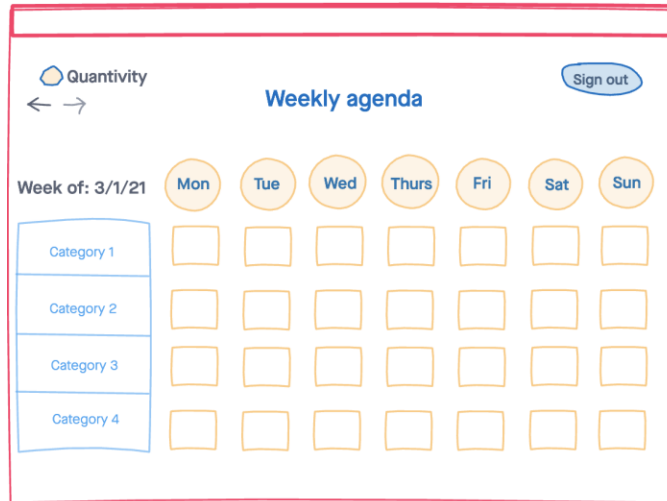 Quantivity
Sign out
Weekly agenda
Week of: 3/1/21 Mon Tue Wed Thurs Fri Sat Sun
Category 1
Category 2
Category 3
Category 4